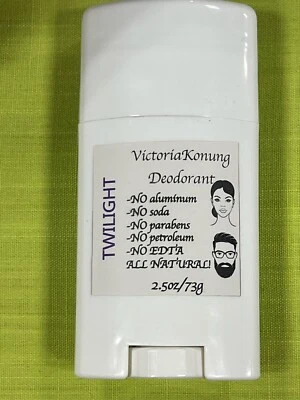 TWILIGHT
VictoriaKonung
Deodorant
-NO aluminum
-NO soda
-NO parabens
-NO petroleum
-NO EDTA
ALL NATURAL!
2.5oz/73g